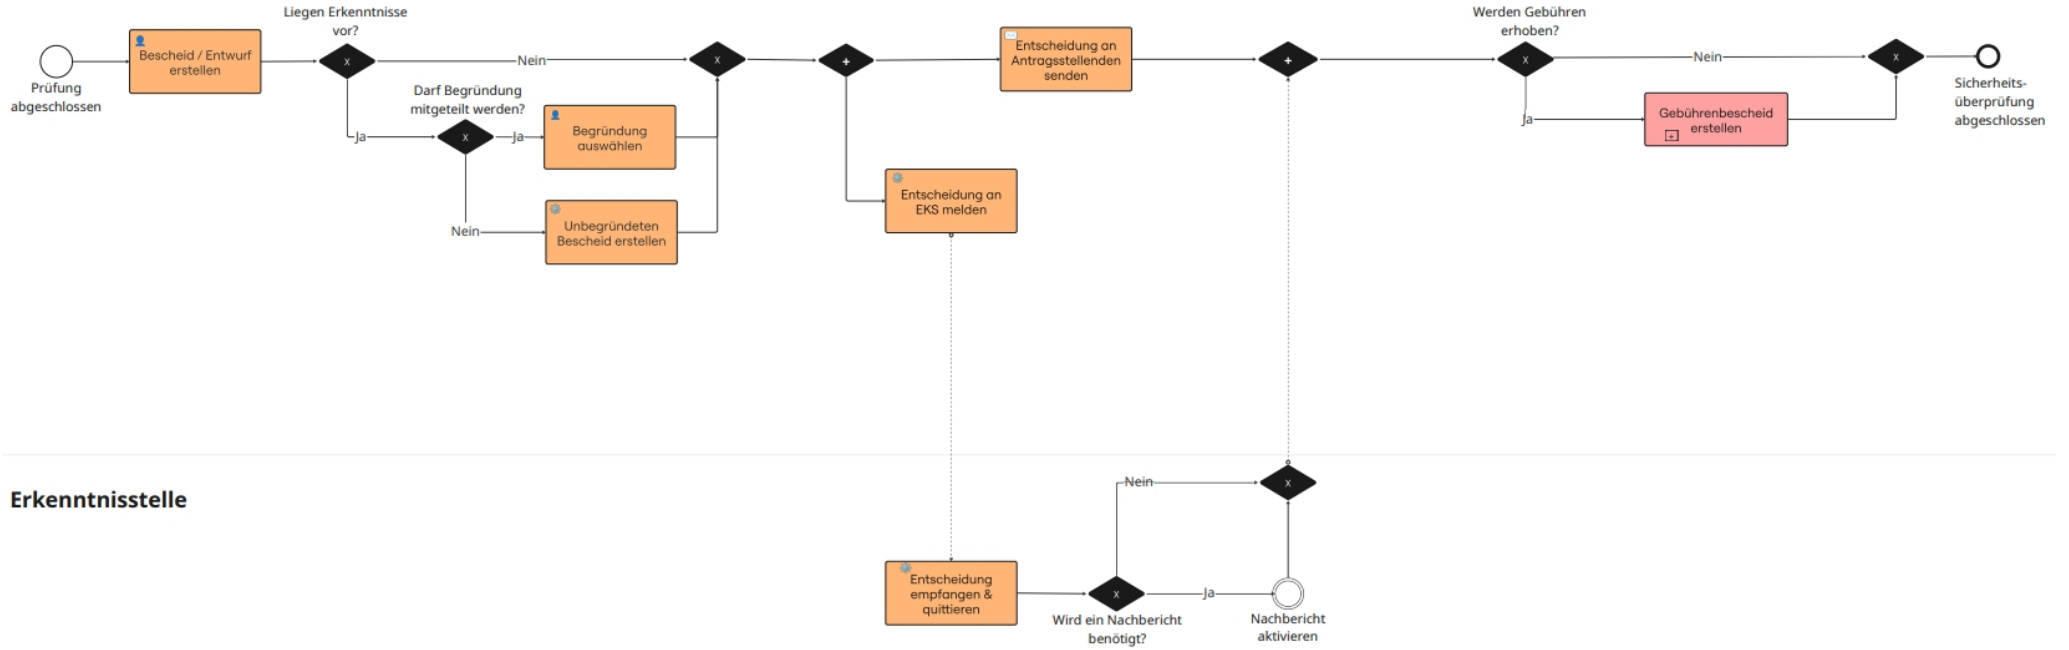 Liegen Erkenntnisse
vor?
Werden Gebühren
erhoben?
Prüfung
abgeschlossen
Bescheid / Entwurf
erstellen
x
Nein
x
+
Entscheidung an
Antragsstellenden
senden
+
x
Nein
x
Sicherheits-
überprüfung
abgeschlossen
Darf Begründung
mitgeteilt werden?
Ja
x
Ja
Begründung
auswählen
Ja
Gebührenbescheid
erstellen
+
Entscheidung an
EKS melden
Nein
Unbegründeten
Bescheid erstellen
Erkenntnisstelle
Nein
x
Entscheidung
empfangen &
quittieren
x
Ja
Wird ein Nachbericht
benötigt?
Nachbericht
aktivieren